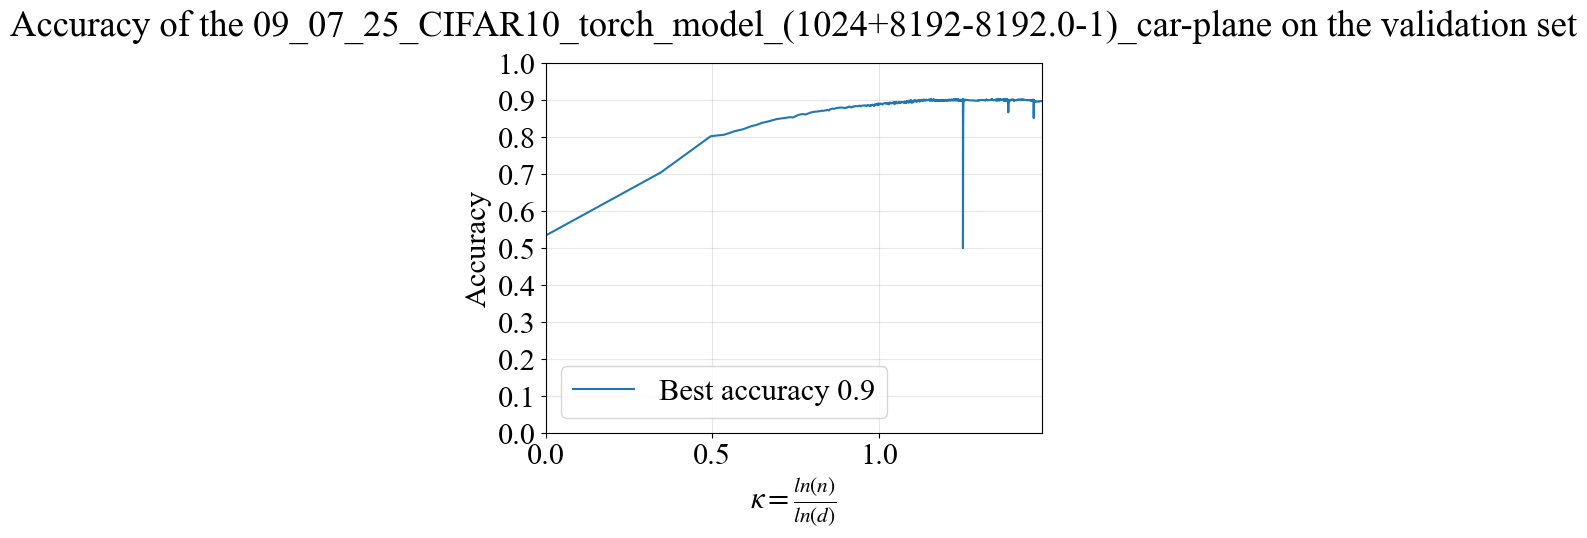 Accuracy of the 09_07_25_CIFAR10_torch_model_(1024+8192-8192.0-1)_car-plane on the validation set
1.0
0.9
0.8
0.7
0.6
0.5
0.4
0.3
0.2
0.1
0.0
Accuracy
Best accuracy 0.9
0.0 0.5 1.0
κ = ln(n) / ln(d)